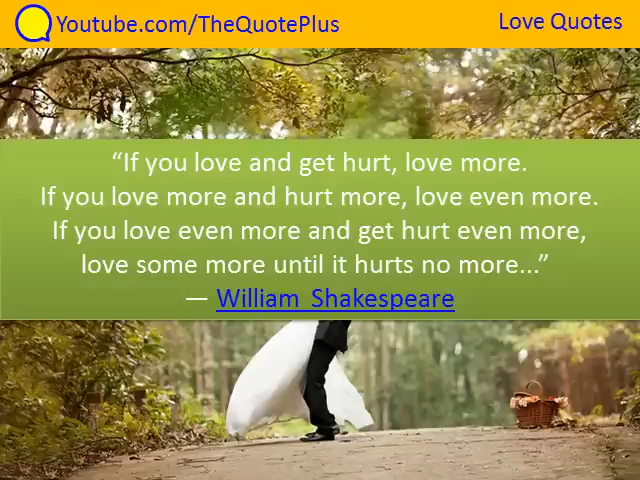 Youtube.com/TheQuotePlus
Love Quotes
“If you love and get hurt, love more.
If you love more and hurt more, love even more.
If you love even more and get hurt even more,
love some more until it hurts no more...”
— William Shakespeare